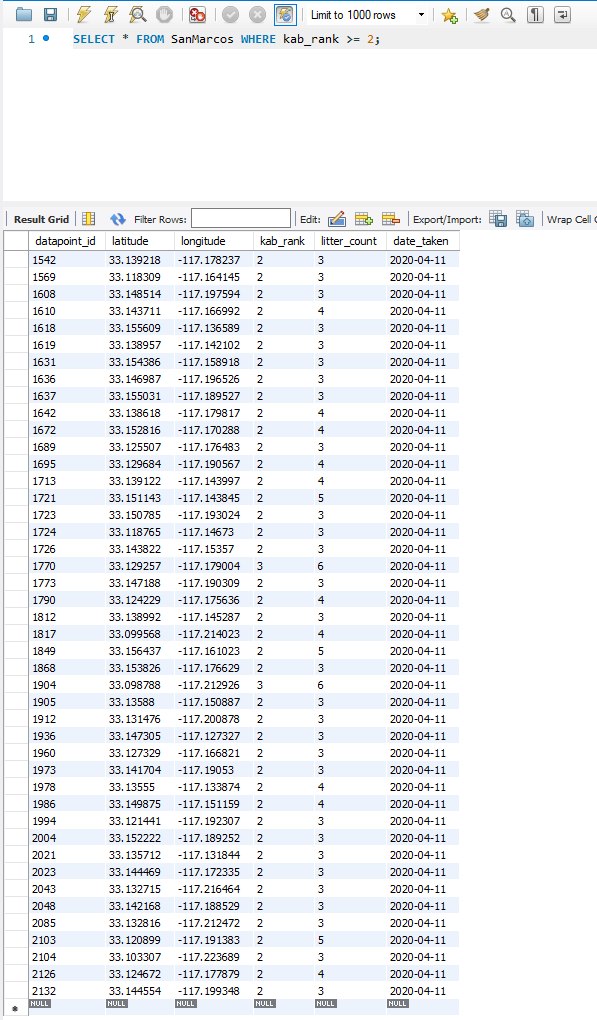 Limit to 1000 rows
1 SELECT * FROM SanMarcos WHERE kab_rank >= 2;
Result Grid Filter Rows: Edit: Export/Import: Wrap Cell C
datapoint_id latitude longitude kab_rank litter_count date_taken
1542 33.139218 -117.178237 2 3 2020-04-11
1569 33.118309 -117.164145 2 3 2020-04-11
1608 33.148514 -117.197594 2 3 2020-04-11
1610 33.143711 -117.166992 2 4 2020-04-11
1618 33.155609 -117.136589 2 3 2020-04-11
1619 33.138957 -117.142102 2 3 2020-04-11
1631 33.154386 -117.158918 2 3 2020-04-11
1636 33.146987 -117.196526 2 3 2020-04-11
1637 33.155031 -117.189527 2 3 2020-04-11
1642 33.138618 -117.179817 2 4 2020-04-11
1672 33.152816 -117.170288 2 4 2020-04-11
1689 33.125507 -117.176483 2 3 2020-04-11
1695 33.129684 -117.190567 2 4 2020-04-11
1713 33.139122 -117.143997 2 4 2020-04-11
1721 33.151143 -117.143845 2 5 2020-04-11
1723 33.150785 -117.193024 2 3 2020-04-11
1724 33.118765 -117.14673 2 3 2020-04-11
1726 33.143822 -117.15357 2 3 2020-04-11
1770 33.129257 -117.179004 3 6 2020-04-11
1773 33.147188 -117.190309 2 3 2020-04-11
1790 33.124229 -117.175636 2 4 2020-04-11
1812 33.138992 -117.145287 2 3 2020-04-11
1817 33.099568 -117.214023 2 4 2020-04-11
1849 33.156437 -117.161023 2 5 2020-04-11
1868 33.153826 -117.176629 2 3 2020-04-11
1904 33.098788 -117.212926 3 6 2020-04-11
1905 33.13588 -117.150887 2 3 2020-04-11
1912 33.131476 -117.200878 2 3 2020-04-11
1936 33.147305 -117.127327 2 3 2020-04-11
1960 33.127329 -117.166821 2 3 2020-04-11
1973 33.141704 -117.19053 2 3 2020-04-11
1978 33.13555 -117.133874 2 4 2020-04-11
1986 33.149875 -117.151159 2 4 2020-04-11
1994 33.121441 -117.192307 2 3 2020-04-11
2004 33.152222 -117.189252 2 3 2020-04-11
2021 33.135712 -117.131844 2 3 2020-04-11
2023 33.144469 -117.172335 2 3 2020-04-11
2043 33.132715 -117.216464 2 3 2020-04-11
2048 33.142168 -117.188529 2 3 2020-04-11
2085 33.132816 -117.212472 2 3 2020-04-11
2103 33.120899 -117.191383 2 5 2020-04-11
2104 33.103307 -117.223689 2 3 2020-04-11
2126 33.124672 -117.177879 2 4 2020-04-11
2132 33.144554 -117.199348 2 3 2020-04-11
NULL NULL NULL NULL NULL NULL